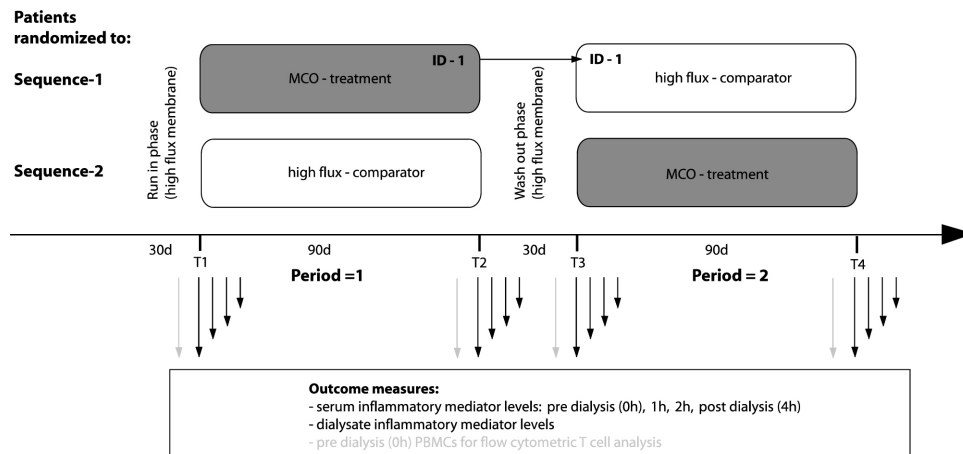 Patients
randomized to:
Sequence-1
MCO - treatment
ID - 1
ID - 1
high flux - comparator
Run in phase
(high flux membrane)
Wash out phase
(high flux membrane)
Sequence-2
high flux - comparator
MCO - treatment
30d
T1
90d
T2
30d
T3
90d
T4
Period =1
Period = 2
Outcome measures:
- serum inflammatory mediator levels: pre dialysis (0h), 1h, 2h, post dialysis (4h)
- dialysate inflammatory mediator levels
- pre dialysis (0h) PBMCs for flow cytometric T cell analysis